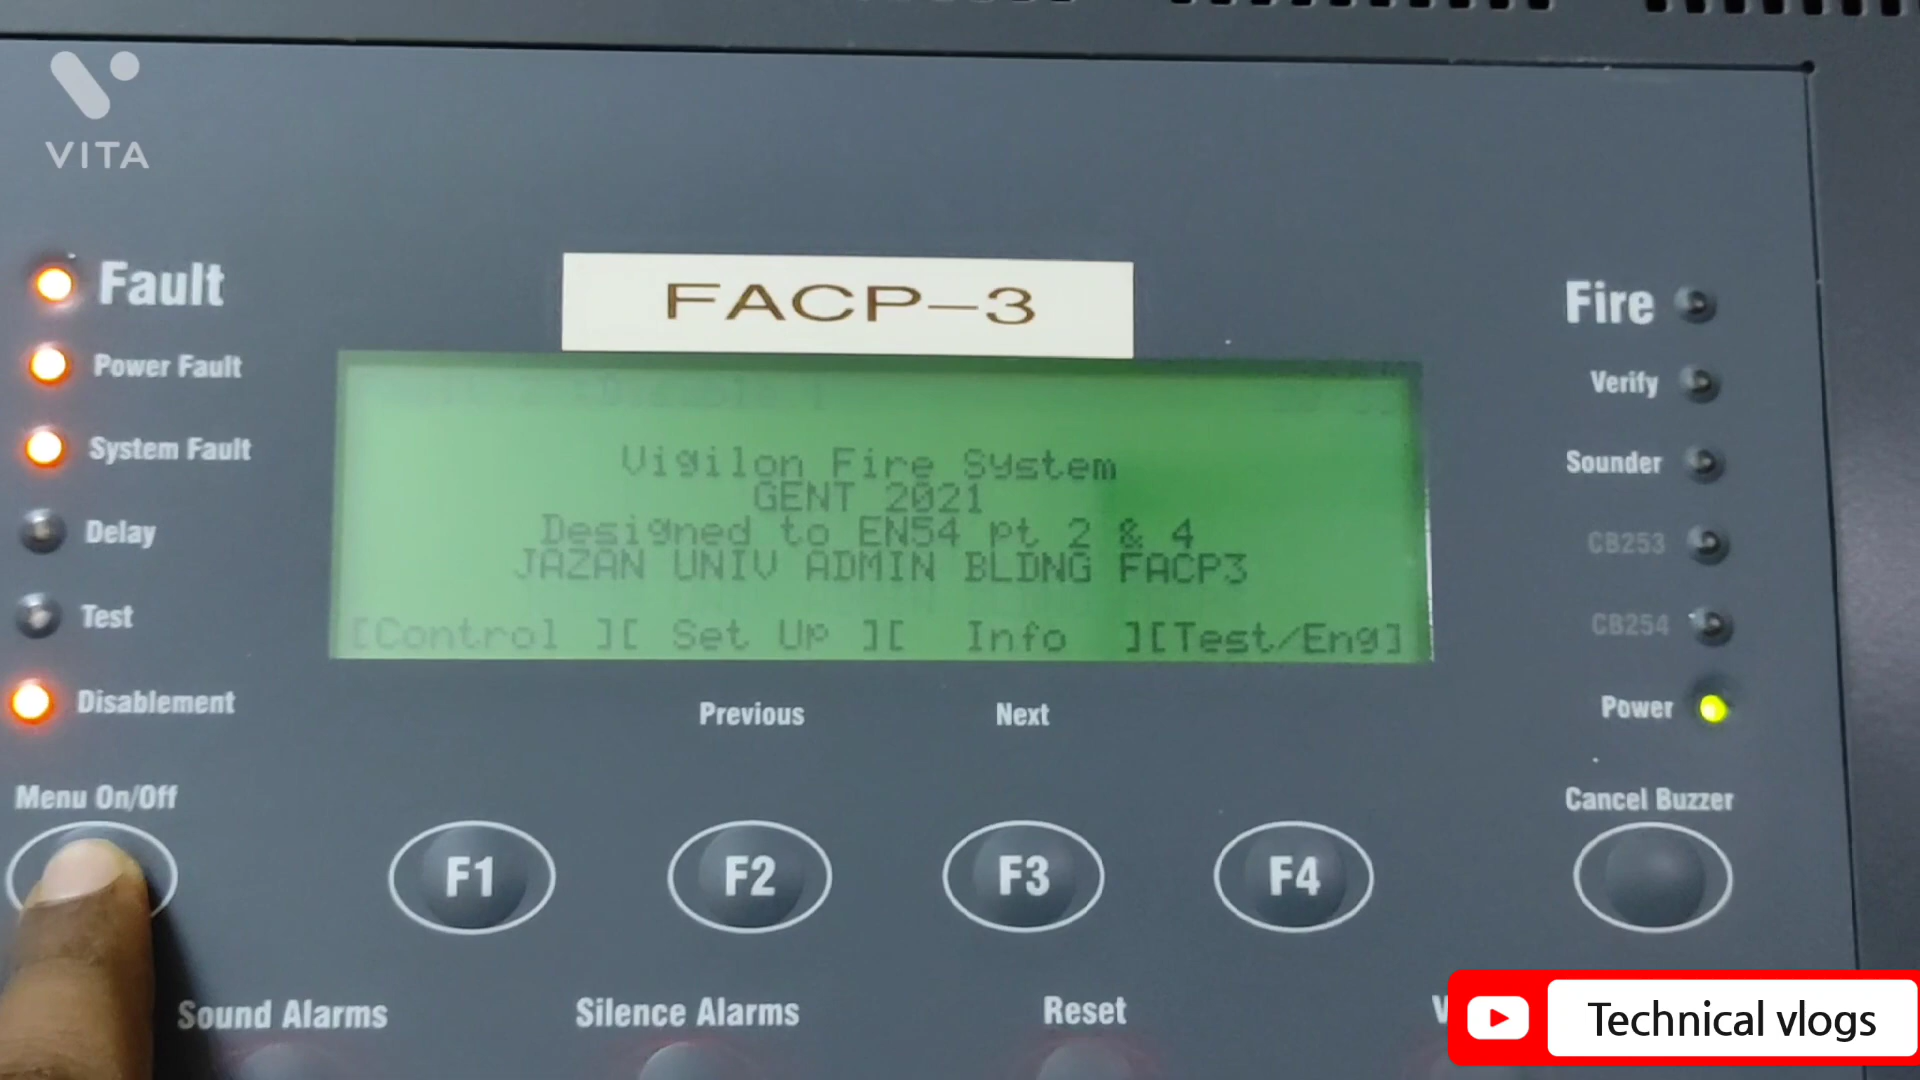 VITA
Fault
FACP-3
Fire
Power Fault
Verify
System Fault
Vigilon Fire System
GENT 2021
Designed to EN54 pt 2 & 4
JAZAN UNIV ADMIN BLDNG FACP3
[Control ][ Set Up ][ Info ][Test/Eng]
Sounder
Delay
CB253
Test
CB254
Disablement
Previous
Next
Power
Menu On/Off
F1
F2
F3
F4
Cancel Buzzer
Sound Alarms
Silence Alarms
Reset
Technical vlogs